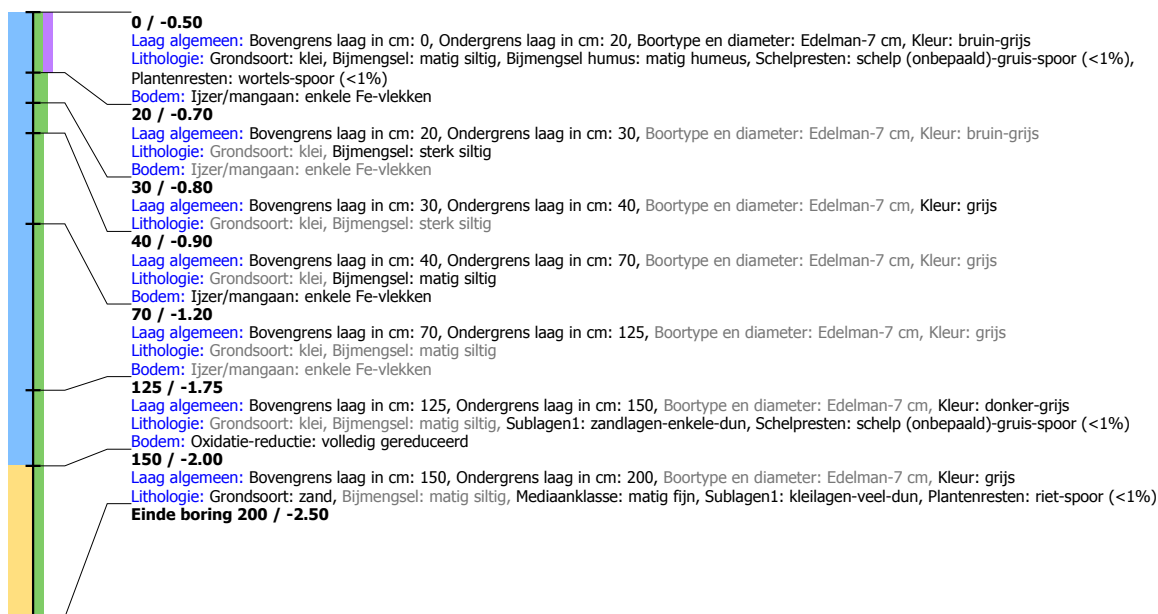 0 / -0.50
Laag algemeen: Bovengrens laag in cm: 0, Ondergrens laag in cm: 20, Boortype en diameter: Edelman-7 cm, Kleur: bruin-grijs
Lithologie: Grondsoort: klei, Bijmengsel: matig siltig, Bijmengsel humus: matig humeus, Schelpresten: schelp (onbepaald)-gruis-spoor (<1%),
Plantenresten: wortels-spoor (<1%)
Bodem: Ijzer/mangaan: enkele Fe-vlekken
20 / -0.70
Laag algemeen: Bovengrens laag in cm: 20, Ondergrens laag in cm: 30, Boortype en diameter: Edelman-7 cm, Kleur: bruin-grijs
Lithologie: Grondsoort: klei, Bijmengsel: sterk siltig
Bodem: Ijzer/mangaan: enkele Fe-vlekken
30 / -0.80
Laag algemeen: Bovengrens laag in cm: 30, Ondergrens laag in cm: 40, Boortype en diameter: Edelman-7 cm, Kleur: grijs
Lithologie: Grondsoort: klei, Bijmengsel: sterk siltig
40 / -0.90
Laag algemeen: Bovengrens laag in cm: 40, Ondergrens laag in cm: 70, Boortype en diameter: Edelman-7 cm, Kleur: grijs
Lithologie: Grondsoort: klei, Bijmengsel: matig siltig
Bodem: Ijzer/mangaan: enkele Fe-vlekken
70 / -1.20
Laag algemeen: Bovengrens laag in cm: 70, Ondergrens laag in cm: 125, Boortype en diameter: Edelman-7 cm, Kleur: grijs
Lithologie: Grondsoort: klei, Bijmengsel: matig siltig
Bodem: Ijzer/mangaan: enkele Fe-vlekken
125 / -1.75
Laag algemeen: Bovengrens laag in cm: 125, Ondergrens laag in cm: 150, Boortype en diameter: Edelman-7 cm, Kleur: donker-grijs
Lithologie: Grondsoort: klei, Bijmengsel: matig siltig, Sublagen1: zandlagen-enkele-dun, Schelpresten: schelp (onbepaald)-gruis-spoor (<1%)
Bodem: Oxidatie-reductie: volledig gereduceerd
150 / -2.00
Laag algemeen: Bovengrens laag in cm: 150, Ondergrens laag in cm: 200, Boortype en diameter: Edelman-7 cm, Kleur: grijs
Lithologie: Grondsoort: zand, Bijmengsel: matig siltig, Mediaanklasse: matig fijn, Sublagen1: kleilagen-veel-dun, Plantenresten: riet-spoor (<1%)
Einde boring 200 / -2.50